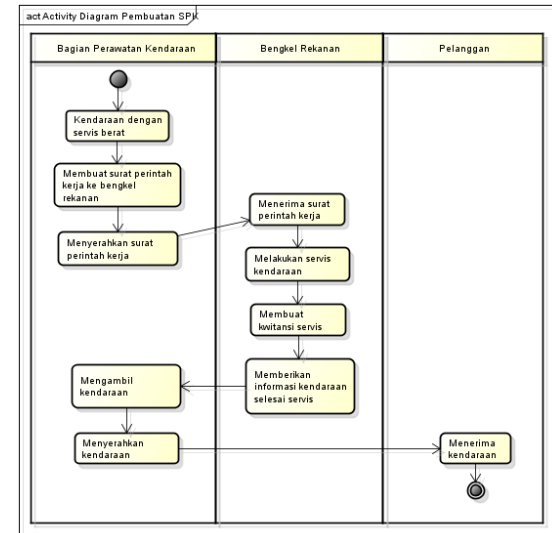 act Activity Diagram Pembuatan SPK
Bagian Perawatan Kendaraan
Bengkel Rekanan
Pelanggan
Kendaraan dengan
servis berat
Membuat surat perintah
kerja ke bengkel
rekanan
Menyerahkan surat
perintah kerja
Menerima surat
perintah kerja
Melakukan servis
kendaraan
Membuat
kwitansi servis
Memberikan
informasi kendaraan
selesai servis
Mengambil
kendaraan
Menyerahkan
kendaraan
Menerima
kendaraan